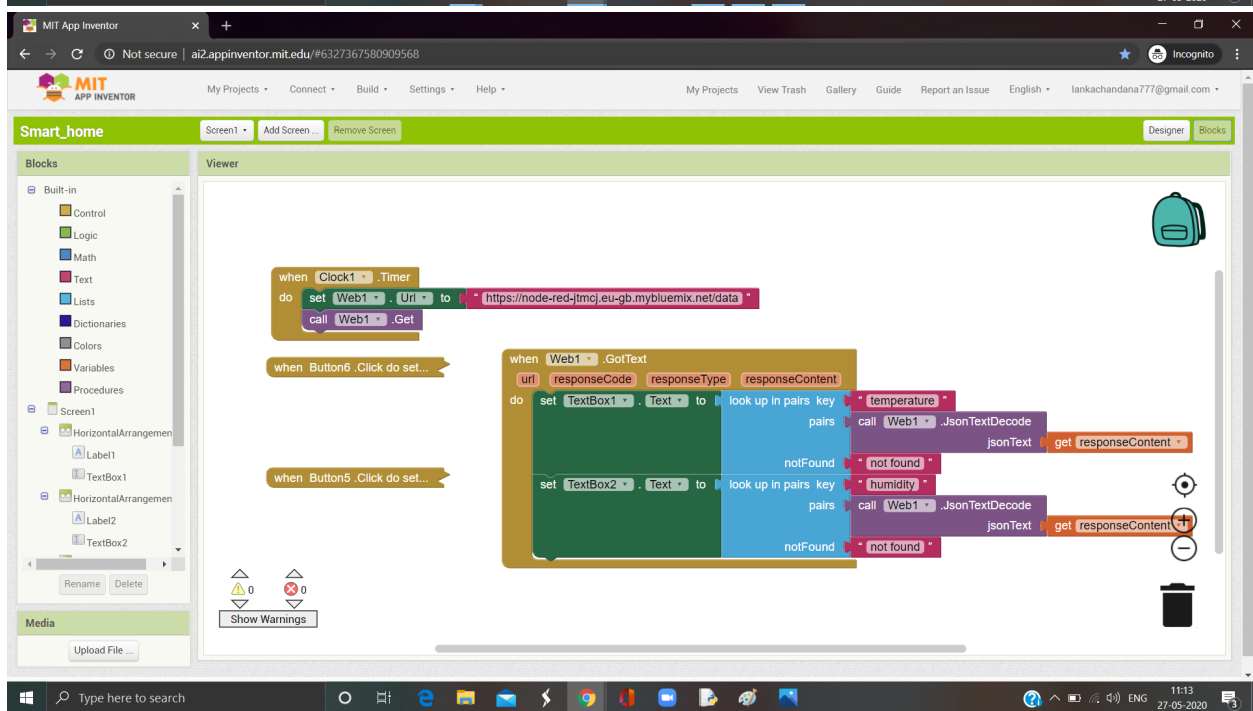 27-05-2020
MIT App Inventor
Not secure | ai2.appinventor.mit.edu/#6327367580909568
Incognito
MIT
APP INVENTOR
My Projects Connect Build Settings Help My Projects View Trash Gallery Guide Report an Issue English lankachandana777@gmail.com
Smart_home
Screen1 Add Screen ... Remove Screen Designer Blocks
Blocks
Viewer
Built-in
Control
Logic
Math
Text
Lists
Dictionaries
Colors
Variables
Procedures
Screen1
HorizontalArrangemen
Label1
TextBox1
HorizontalArrangemen
Label2
TextBox2
Rename Delete
Media
Upload File ...
when Clock1 .Timer
do set Web1 . Url to " https://node-red-jtmcj.eu-gb.mybluemix.net/data "
call Web1 .Get
when Button6 .Click do set...
when Button5 .Click do set...
when Web1 .GotText
url responseCode responseType responseContent
do set TextBox1 . Text to look up in pairs key " temperature "
pairs call Web1 .JsonTextDecode
jsonText get responseContent
notFound " not found "
set TextBox2 . Text to look up in pairs key " humidity "
pairs call Web1 .JsonTextDecode
jsonText get responseContent
notFound " not found "
0 0
Show Warnings
Type here to search
ENG
11:13
27-05-2020
3